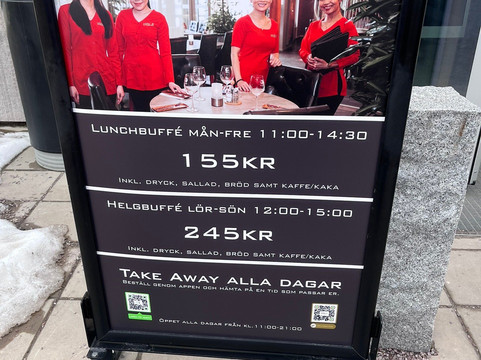 LUNCHBUFFÉ MÅN-FRE 11:00-14:30
155KR
INKL. DRYCK, SALLAD, BRÖD SAMT KAFFE/KAKA
HELGBUFFÉ LÖR-SÖN 12:00-15:00
245KR
INKL. DRYCK, SALLAD, BRÖD SAMT KAFFE/KAKA
TAKE AWAY ALLA DAGAR
BESTÄLL GENOM APPEN OCH HÄMTA PÅ EN TID SOM PASSAR ER.
ÖPPET ALLA DAGAR FRÅN KL.11:00-21:00